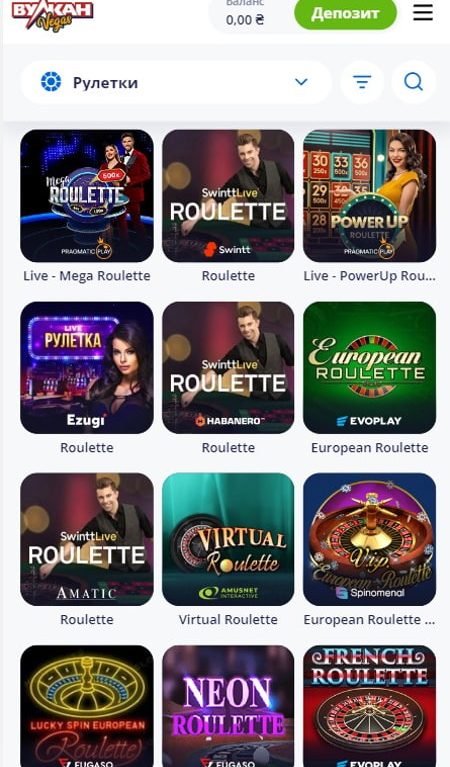 ВУЛКАН
Vegas
Баланс
0,00 ₴
Депозит
Рулетки
Mega
ROULETTE
500x
PRAGMATIC PLAY
SwinttLive
ROULETTE
Swintt
30 33 36
500x
29 35
28
POWER UP
ROULETTE
PRAGMATIC PLAY
Live - Mega Roulette
Roulette
Live - PowerUp Rou...
LIVE
РУЛЕТКА
Ezugi
SwinttLive
ROULETTE
HABANERO
European
ROULETTE
EVOPLAY
Roulette
Roulette
European Roulette
SwinttLive
ROULETTE
AMATIC
VIRTUAL
Roulette
AMUSNET
INTERACTIVE
V.i.p.
European Roulette
Spinomenal
Roulette
Virtual Roulette
European Roulette ...
LUCKY SPIN EUROPEAN
Roulette
FUGASO
NEON
ROULETTE
FUGASO
FRENCH
ROULETTE
EVOPLAY